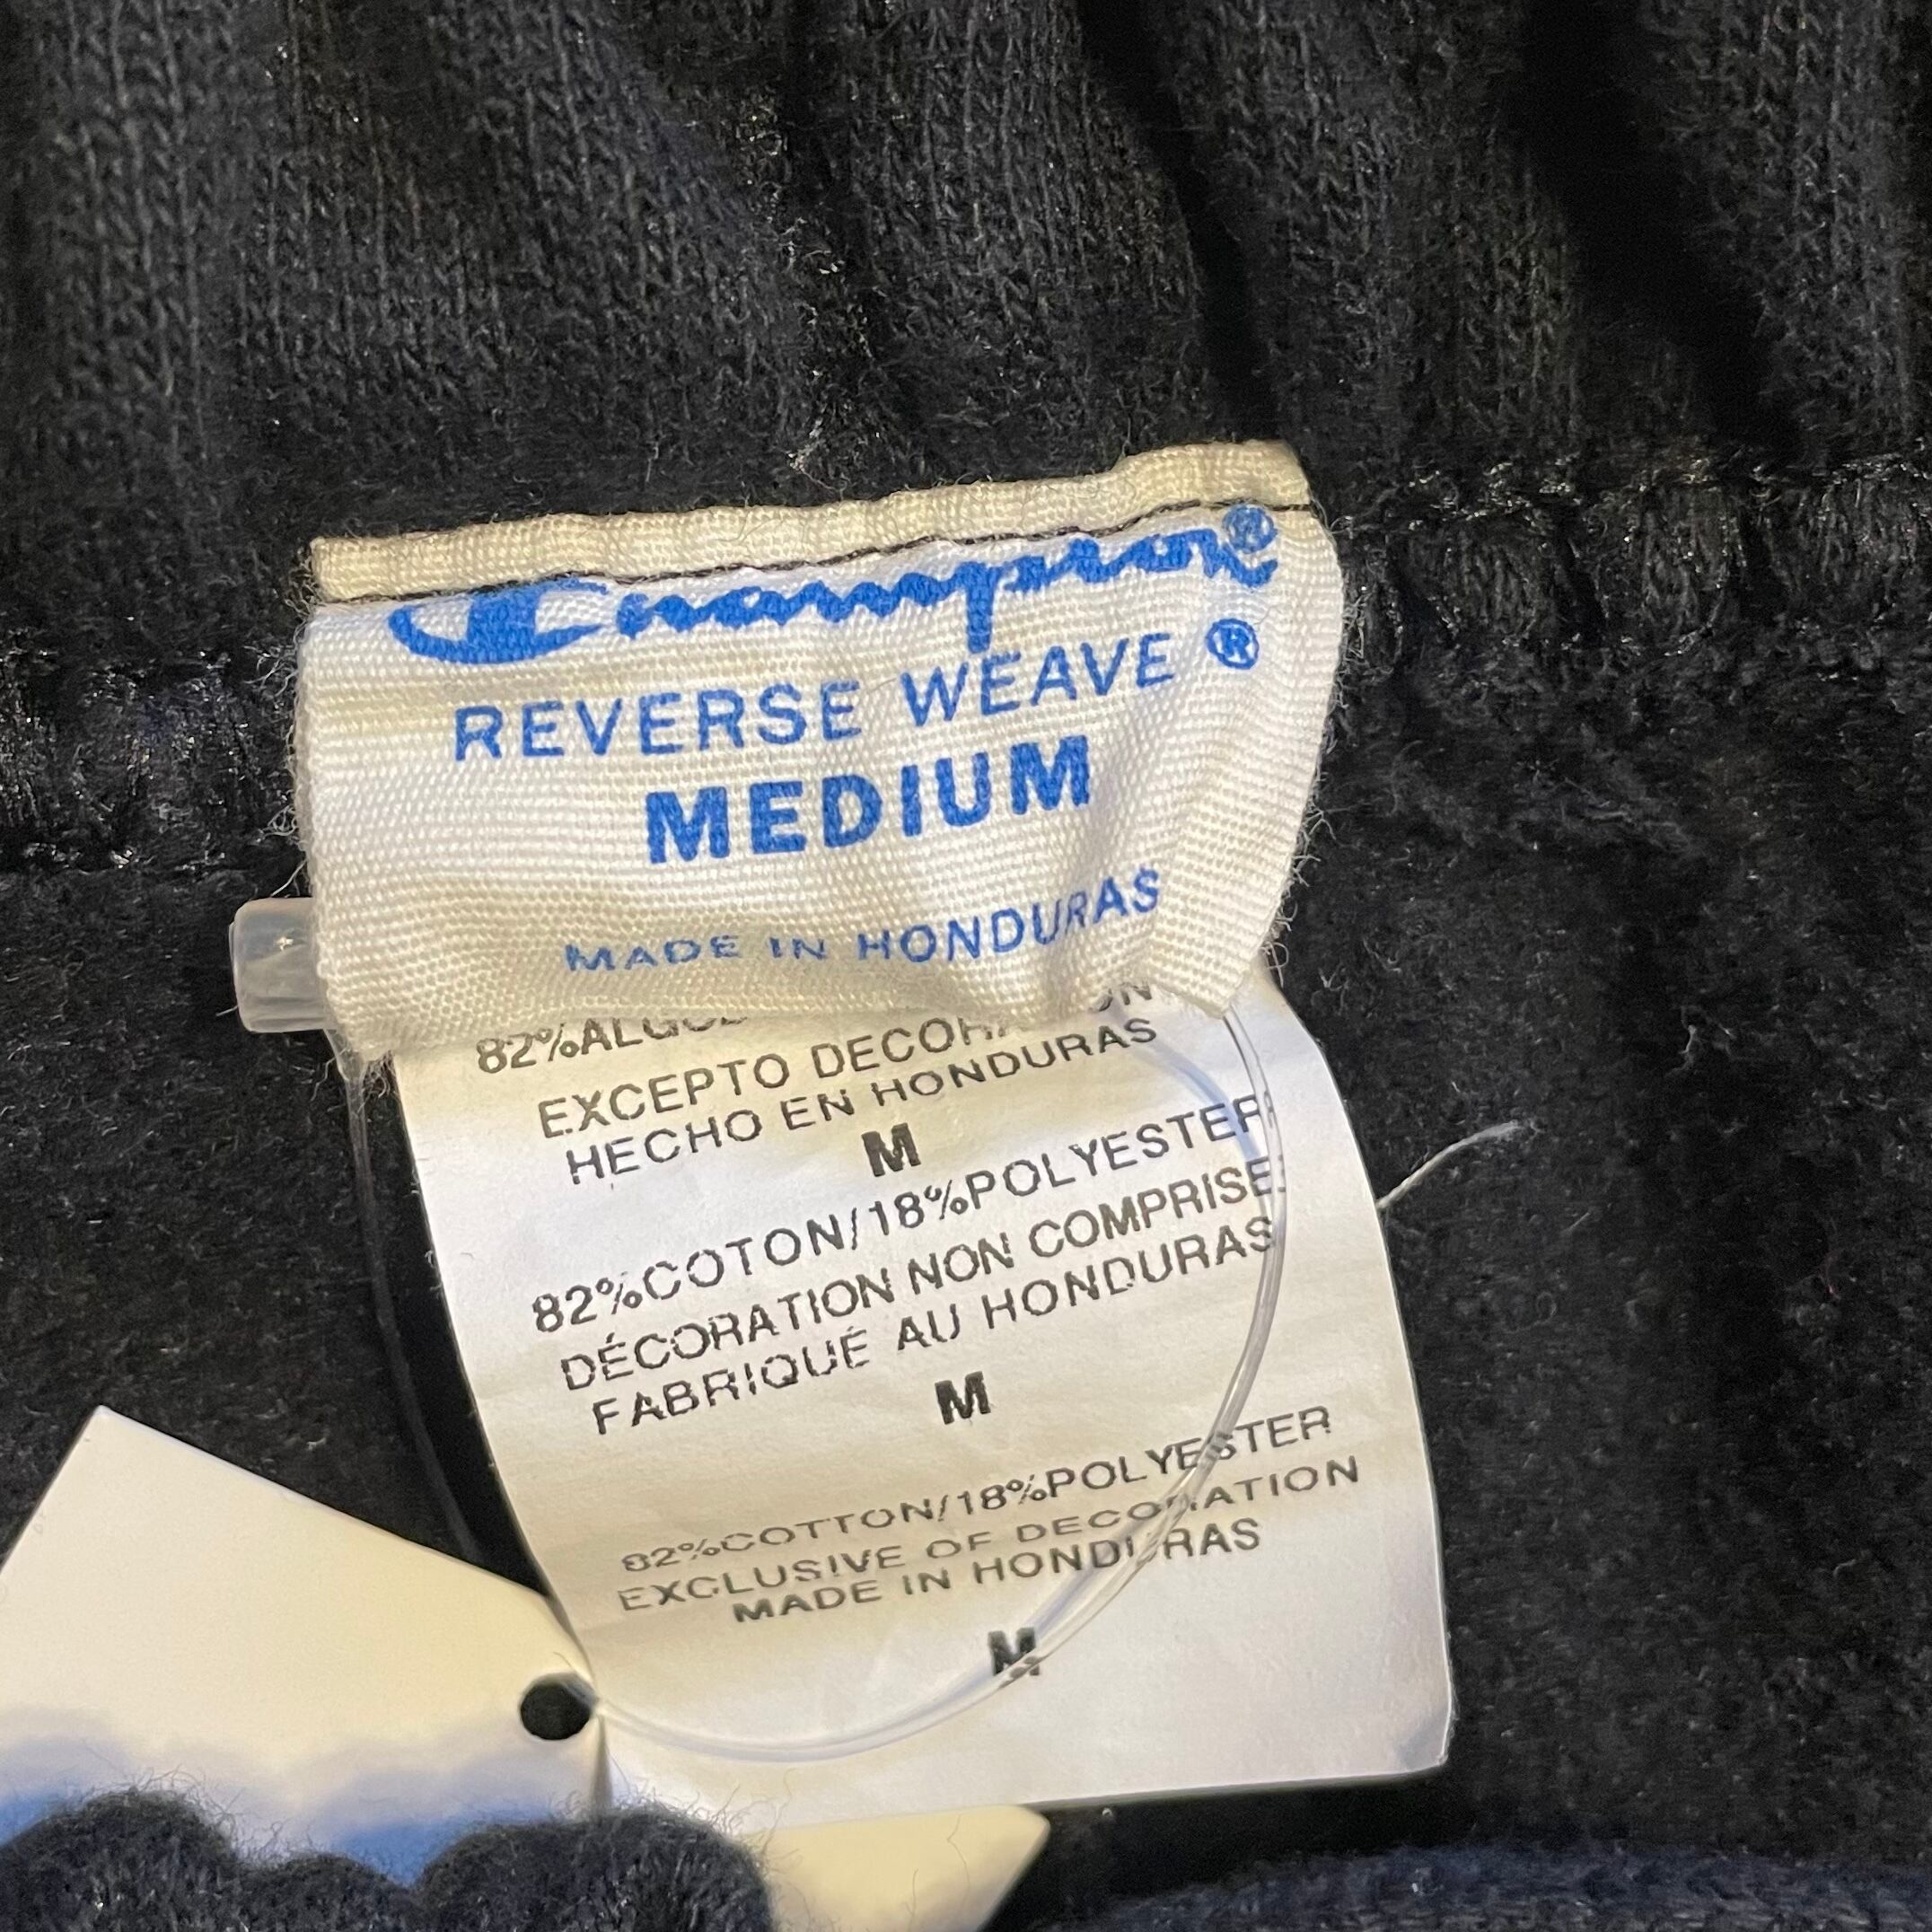 Champion®
REVERSE WEAVE ®
MEDIUM
MADE IN HONDURAS
EXCEPTO DECORACION
HECHO EN HONDURAS
M
82%COTON/18%POLYESTER
DÉCORATION NON COMPRISE
FABRIQUÉ AU HONDURAS
M
82%COTTON/18%POLYESTER
EXCLUSIVE OF DECORATION
MADE IN HONDURAS
M